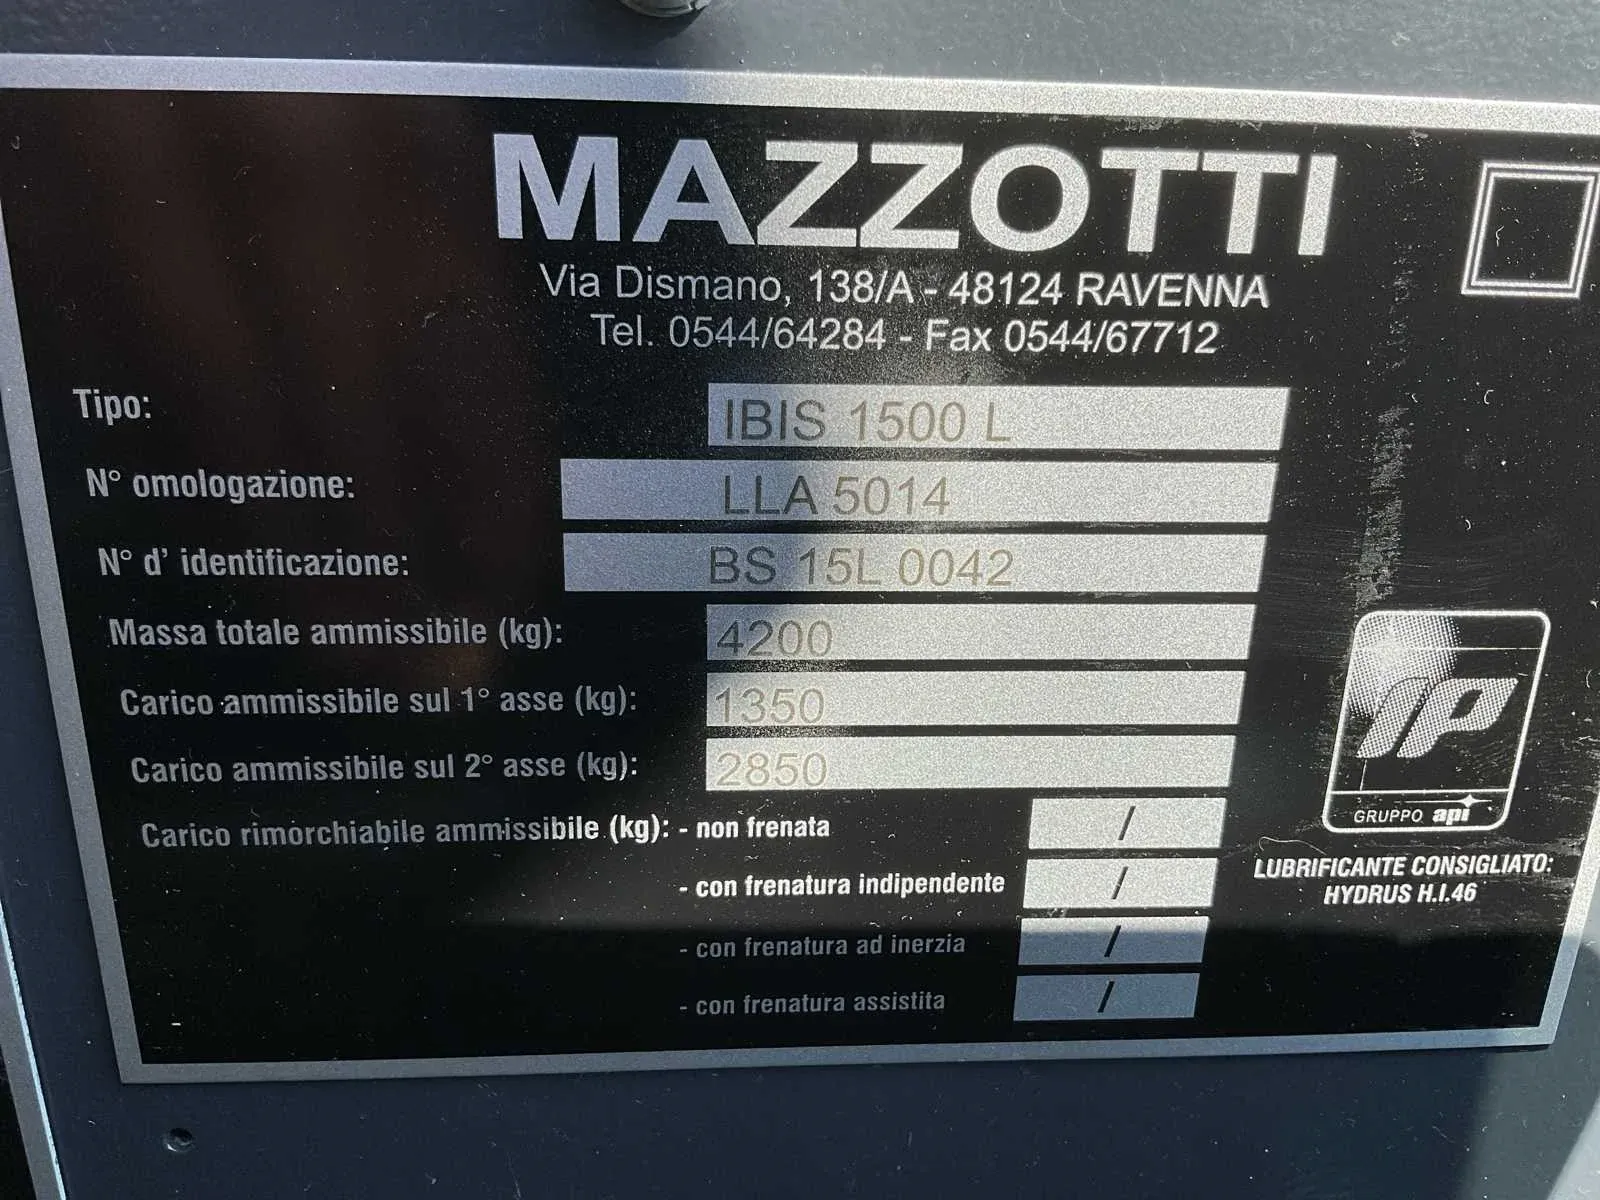 MAZZOTTI
Via Dismano, 138/A - 48124 RAVENNA
Tel. 0544/64284 - Fax 0544/67712
Tipo: IBIS 1500 L
N° omologazione: LLA 5014
N° d' identificazione: BS 15L 0042
Massa totale ammissibile (kg): 4200
Carico ammissibile sul 1° asse (kg): 1350
Carico ammissibile sul 2° asse (kg): 2850
Carico rimorchiabile ammissibile (kg): - non frenata /
- con frenatura indipendente /
- con frenatura ad inerzia /
- con frenatura assistita /
IP
GRUPPO api
LUBRIFICANTE CONSIGLIATO:
HYDRUS H.I.46